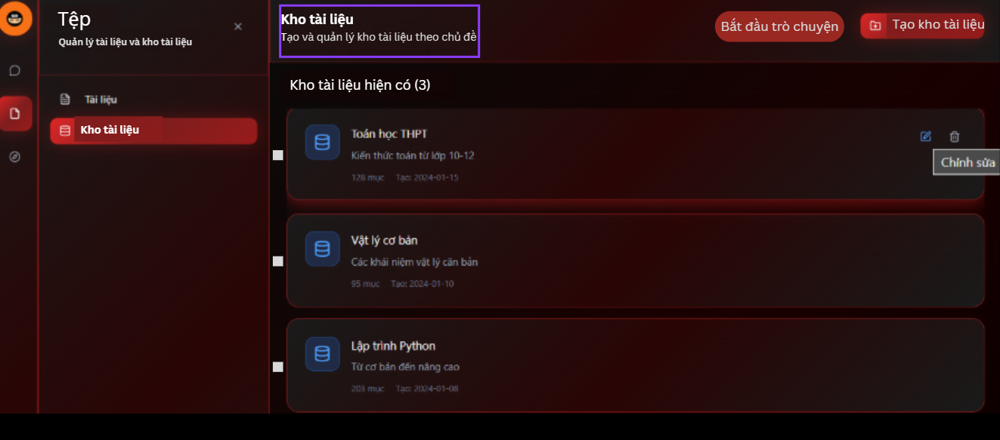 Tệp
Quản lý tài liệu và kho tài liệu
Tài liệu
Kho tài liệu
Kho tài liệu
Tạo và quản lý kho tài liệu theo chủ đề
Bắt đầu trò chuyện
Tạo kho tài liệu
Kho tài liệu hiện có (3)
Toán học THPT
Kiến thức toán từ lớp 10-12
128 mục Tạo: 2024-01-15
Chỉnh sửa
Vật lý cơ bản
Các khái niệm vật lý căn bản
95 mục Tạo: 2024-01-10
Lập trình Python
Từ cơ bản đến nâng cao
203 mục Tạo: 2024-01-08